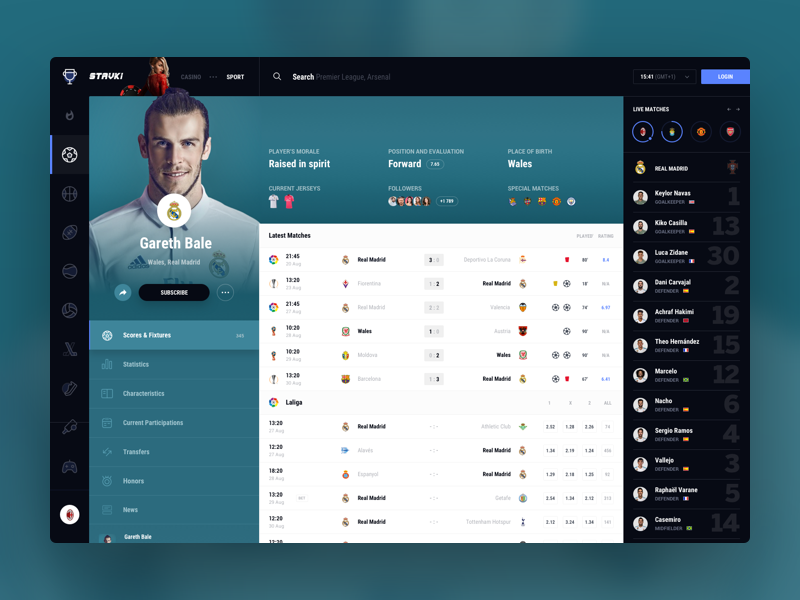 STAVKI
CASINO ••• SPORT
Search Premier League, Arsenal
15:41 (GMT+1)
LOGIN
Gareth Bale
Wales, Real Madrid
SUBSCRIBE
Scores & Fixtures
Statistics
Characteristics
Current Participations
Transfers
Honors
News
Gareth Bale
PLAYER'S MORALE
Raised in spirit
POSITION AND EVALUATION
Forward 7.65
PLACE OF BIRTH
Wales
CURRENT JERSEYS
FOLLOWERS
+1 789
SPECIAL MATCHES
Latest Matches PLAYED RATING
21:45 Real Madrid 3 : 0 Deportivo La Coruna 80' 8.4
20 Aug
13:20 Fiorentina 1 : 2 Real Madrid 18' N/A
23 Aug
21:45 Real Madrid 2 : 2 Valencia 74' 6.97
27 Aug
10:20 Wales 1 : 0 Austria 90' N/A
28 Aug
10:20 Moldova 0 : 2 Wales 90' N/A
29 Aug
13:20 Barcelona 1 : 3 Real Madrid 67' 6.41
30 Aug
Laliga 1 X 2 ALL
13:20 Real Madrid - : - Athletic Club 2.53 1.28 2.26 74
27 Aug
12:20 Alavés - : - Real Madrid 1.34 2.19 1.24
27 Aug
18:20 Espanyol - : - Real Madrid 1.29 2.18 1.25
28 Aug
13:20 Real Madrid - : - Getafe 2.54 1.34 2.12
29 Aug
12:20 Real Madrid - : - Tottenham Hotspur 2.12 3.24 1.34
30 Aug
LIVE MATCHES
REAL MADRID
Keylor Navas 1
GOALKEEPER
Kiko Casilla 13
GOALKEEPER
Luca Zidane 30
GOALKEEPER
Dani Carvajal 2
DEFENDER
Achraf Hakimi 19
DEFENDER
Theo Hernández 15
DEFENDER
Marcelo 12
DEFENDER
Nacho 6
DEFENDER
Sergio Ramos 4
DEFENDER
Vallejo 3
DEFENDER
Raphaël Varane 5
DEFENDER
Casemiro 14
MIDFIELDER